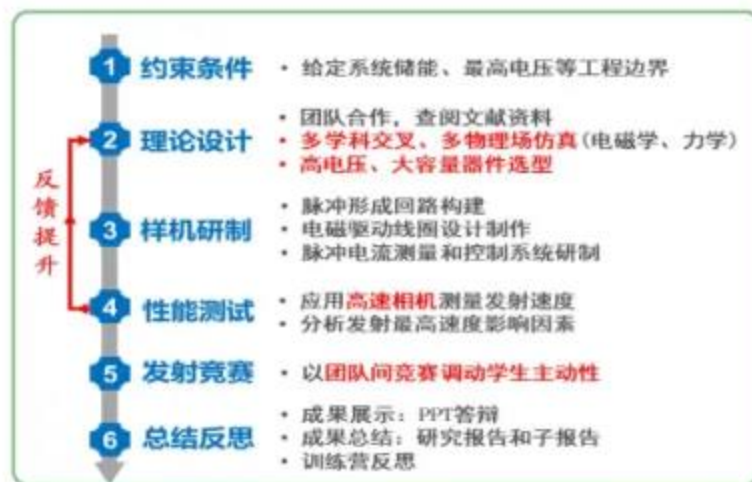 1 约束条件
• 给定系统储能、最高电压等工程边界
2 理论设计
• 团队合作，查阅文献资料
• 多学科交叉、多物理场仿真(电磁学、力学)
• 高电压、大容量器件选型
反馈提升
3 样机研制
• 脉冲形成回路构建
• 电磁驱动线圈设计制作
• 脉冲电流测量和控制系统研制
4 性能测试
• 应用高速相机测量发射速度
• 分析发射最高速度影响因素
5 发射竞赛
• 以团队间竞赛调动学生主动性
6 总结反思
• 成果展示：PPT答辩
• 成果总结：研究报告和子报告
• 训练营反思